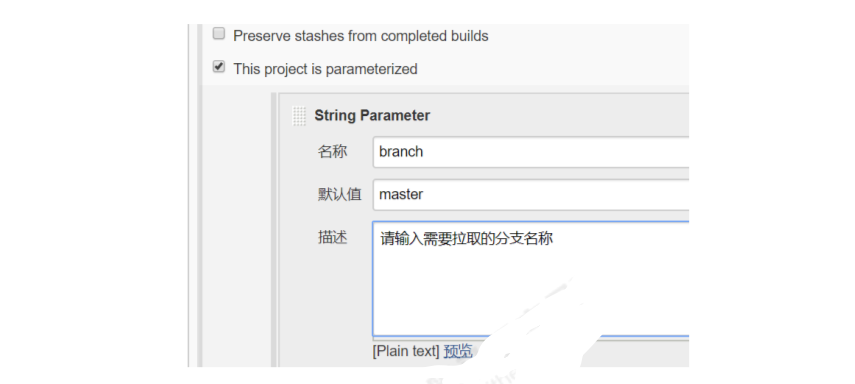 Preserve stashes from completed builds
This project is parameterized
String Parameter
名称 branch
默认值 master
描述 请输入需要拉取的分支名称
[Plain text] 预览